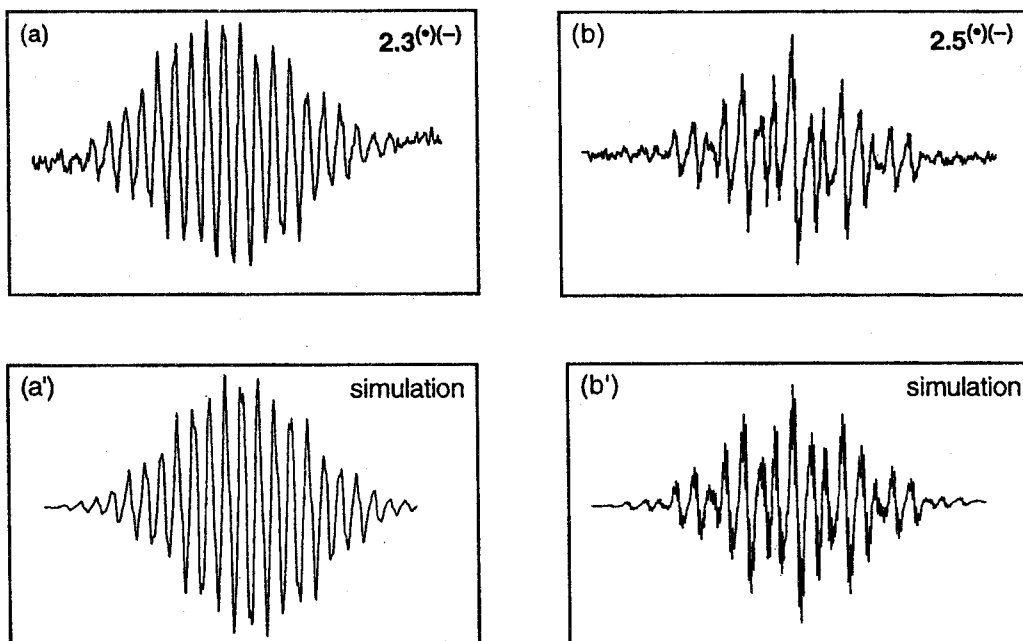 (a) 2.3(•)(−)
(b) 2.5(•)(−)
(a') simulation
(b') simulation